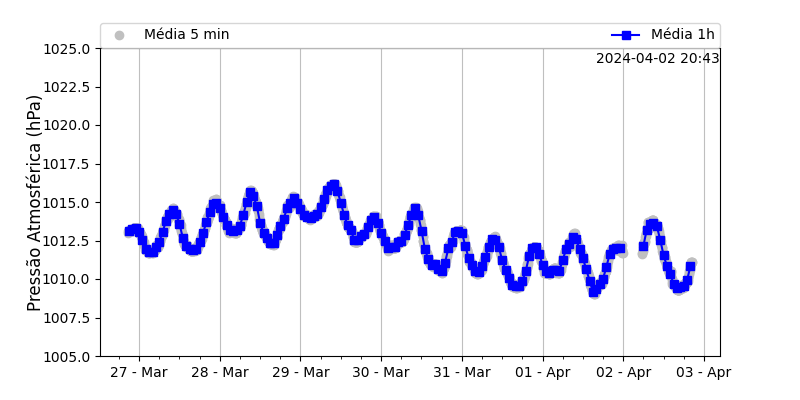 Média 5 min
Média 1h
2024-04-02 20:43
Pressão Atmosférica (hPa)
1025.0
1022.5
1020.0
1017.5
1015.0
1012.5
1010.0
1007.5
1005.0
27 - Mar
28 - Mar
29 - Mar
30 - Mar
31 - Mar
01 - Apr
02 - Apr
03 - Apr